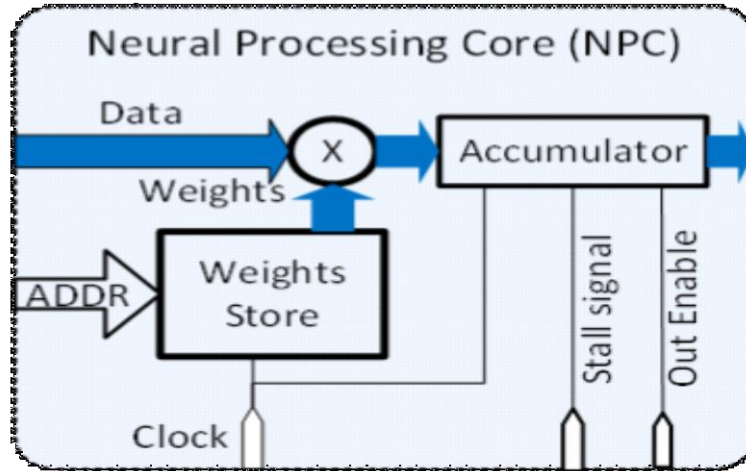 Neural Processing Core (NPC)
Data
X
Accumulator
Weights
Weights
Store
ADDR
Stall signal
Out Enable
Clock